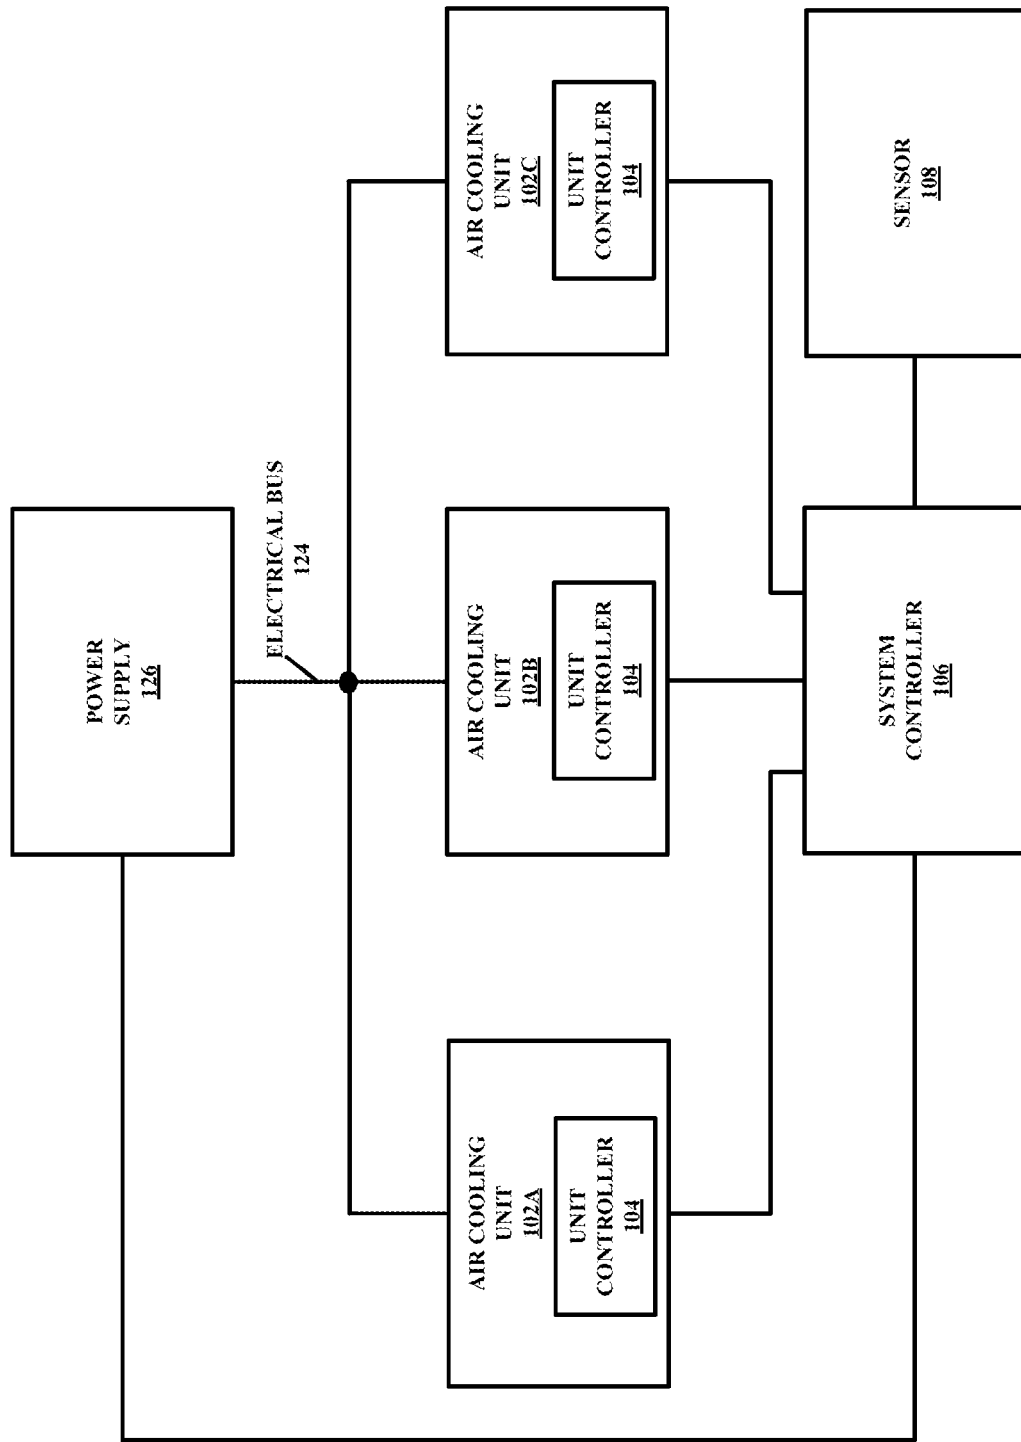 POWER
SUPPLY
126
ELECTRICAL BUS
124
AIR COOLING
UNIT
102A
UNIT
CONTROLLER
104
AIR COOLING
UNIT
102B
UNIT
CONTROLLER
104
AIR COOLING
UNIT
102C
UNIT
CONTROLLER
104
SYSTEM
CONTROLLER
106
SENSOR
108